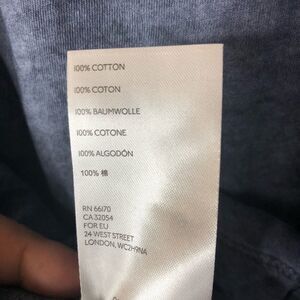 100% COTTON
100% COTON
100% BAUMWOLLE
100% COTONE
100% ALGODÓN
100% 棉
RN 66170
CA 32054
FOR EU
24 WEST STREET
LONDON, WC2H9NA